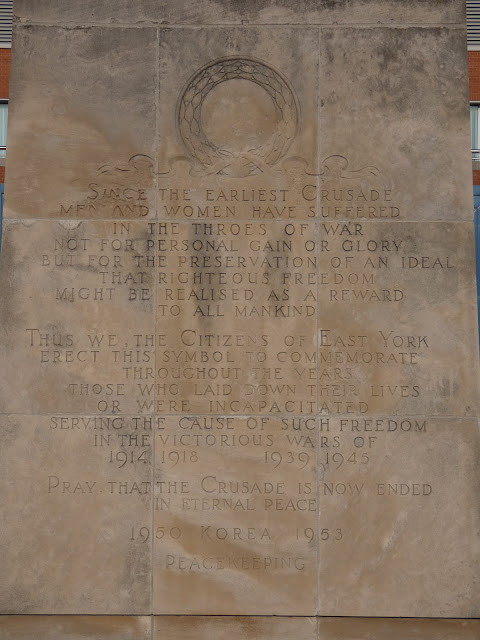 Since the earliest Crusade
men and women have suffered
in the throes of war
not for personal gain or glory
but for the preservation of an ideal
that righteous freedom
might be realised as a reward
to all mankind
Thus we, the Citizens of East York
erect this symbol to commemorate
throughout the years
those who laid down their lives
or were incapacitated
serving the cause of such freedom
in the victorious wars of
1914 1918 1939 1945
Pray, that the Crusade is now ended
in eternal peace
1950 Korea 1953
Peacekeeping